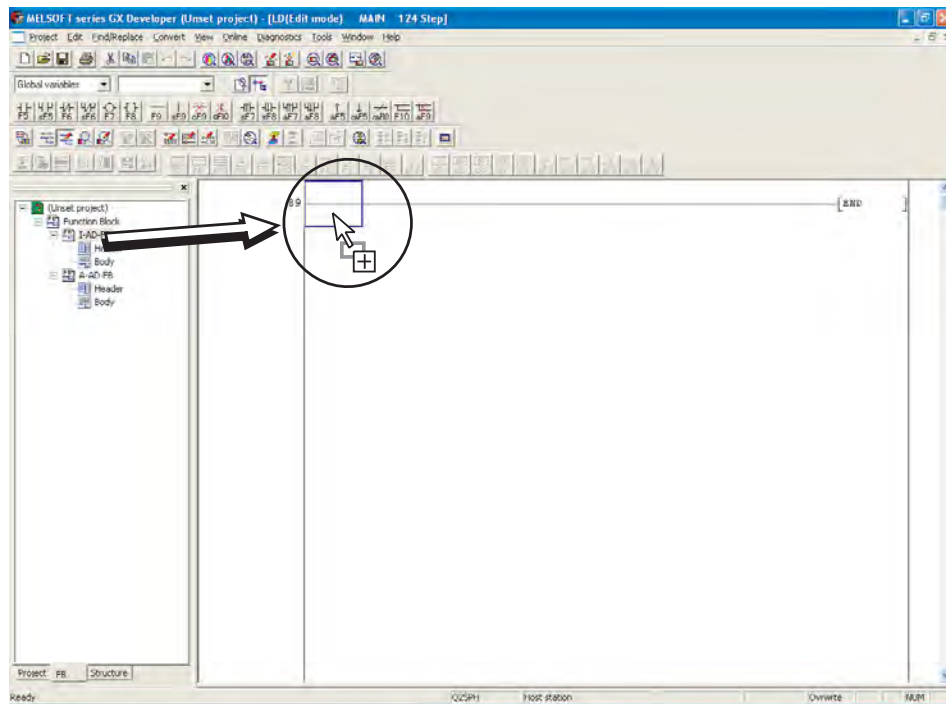 MELSOFT series GX Developer (Unset project) - [LD(Edit mode) MAIN 124 Step]
Project Edit Find/Replace Convert View Online Diagnostics Tools Window Help
Global variables
F5 sF5 F6 sF6 F7 F8 F9 sF9 cF9 cF10 sF7 sF8 aF7 aF8 aF5 caF5 caF10 F10 aF9
89
END
(Unset project)
Function Block
I-AD-
Body
A-AD-FB
Header
Body
Project FB Structure
Ready Q25PH Host station Ovrwrte NUM